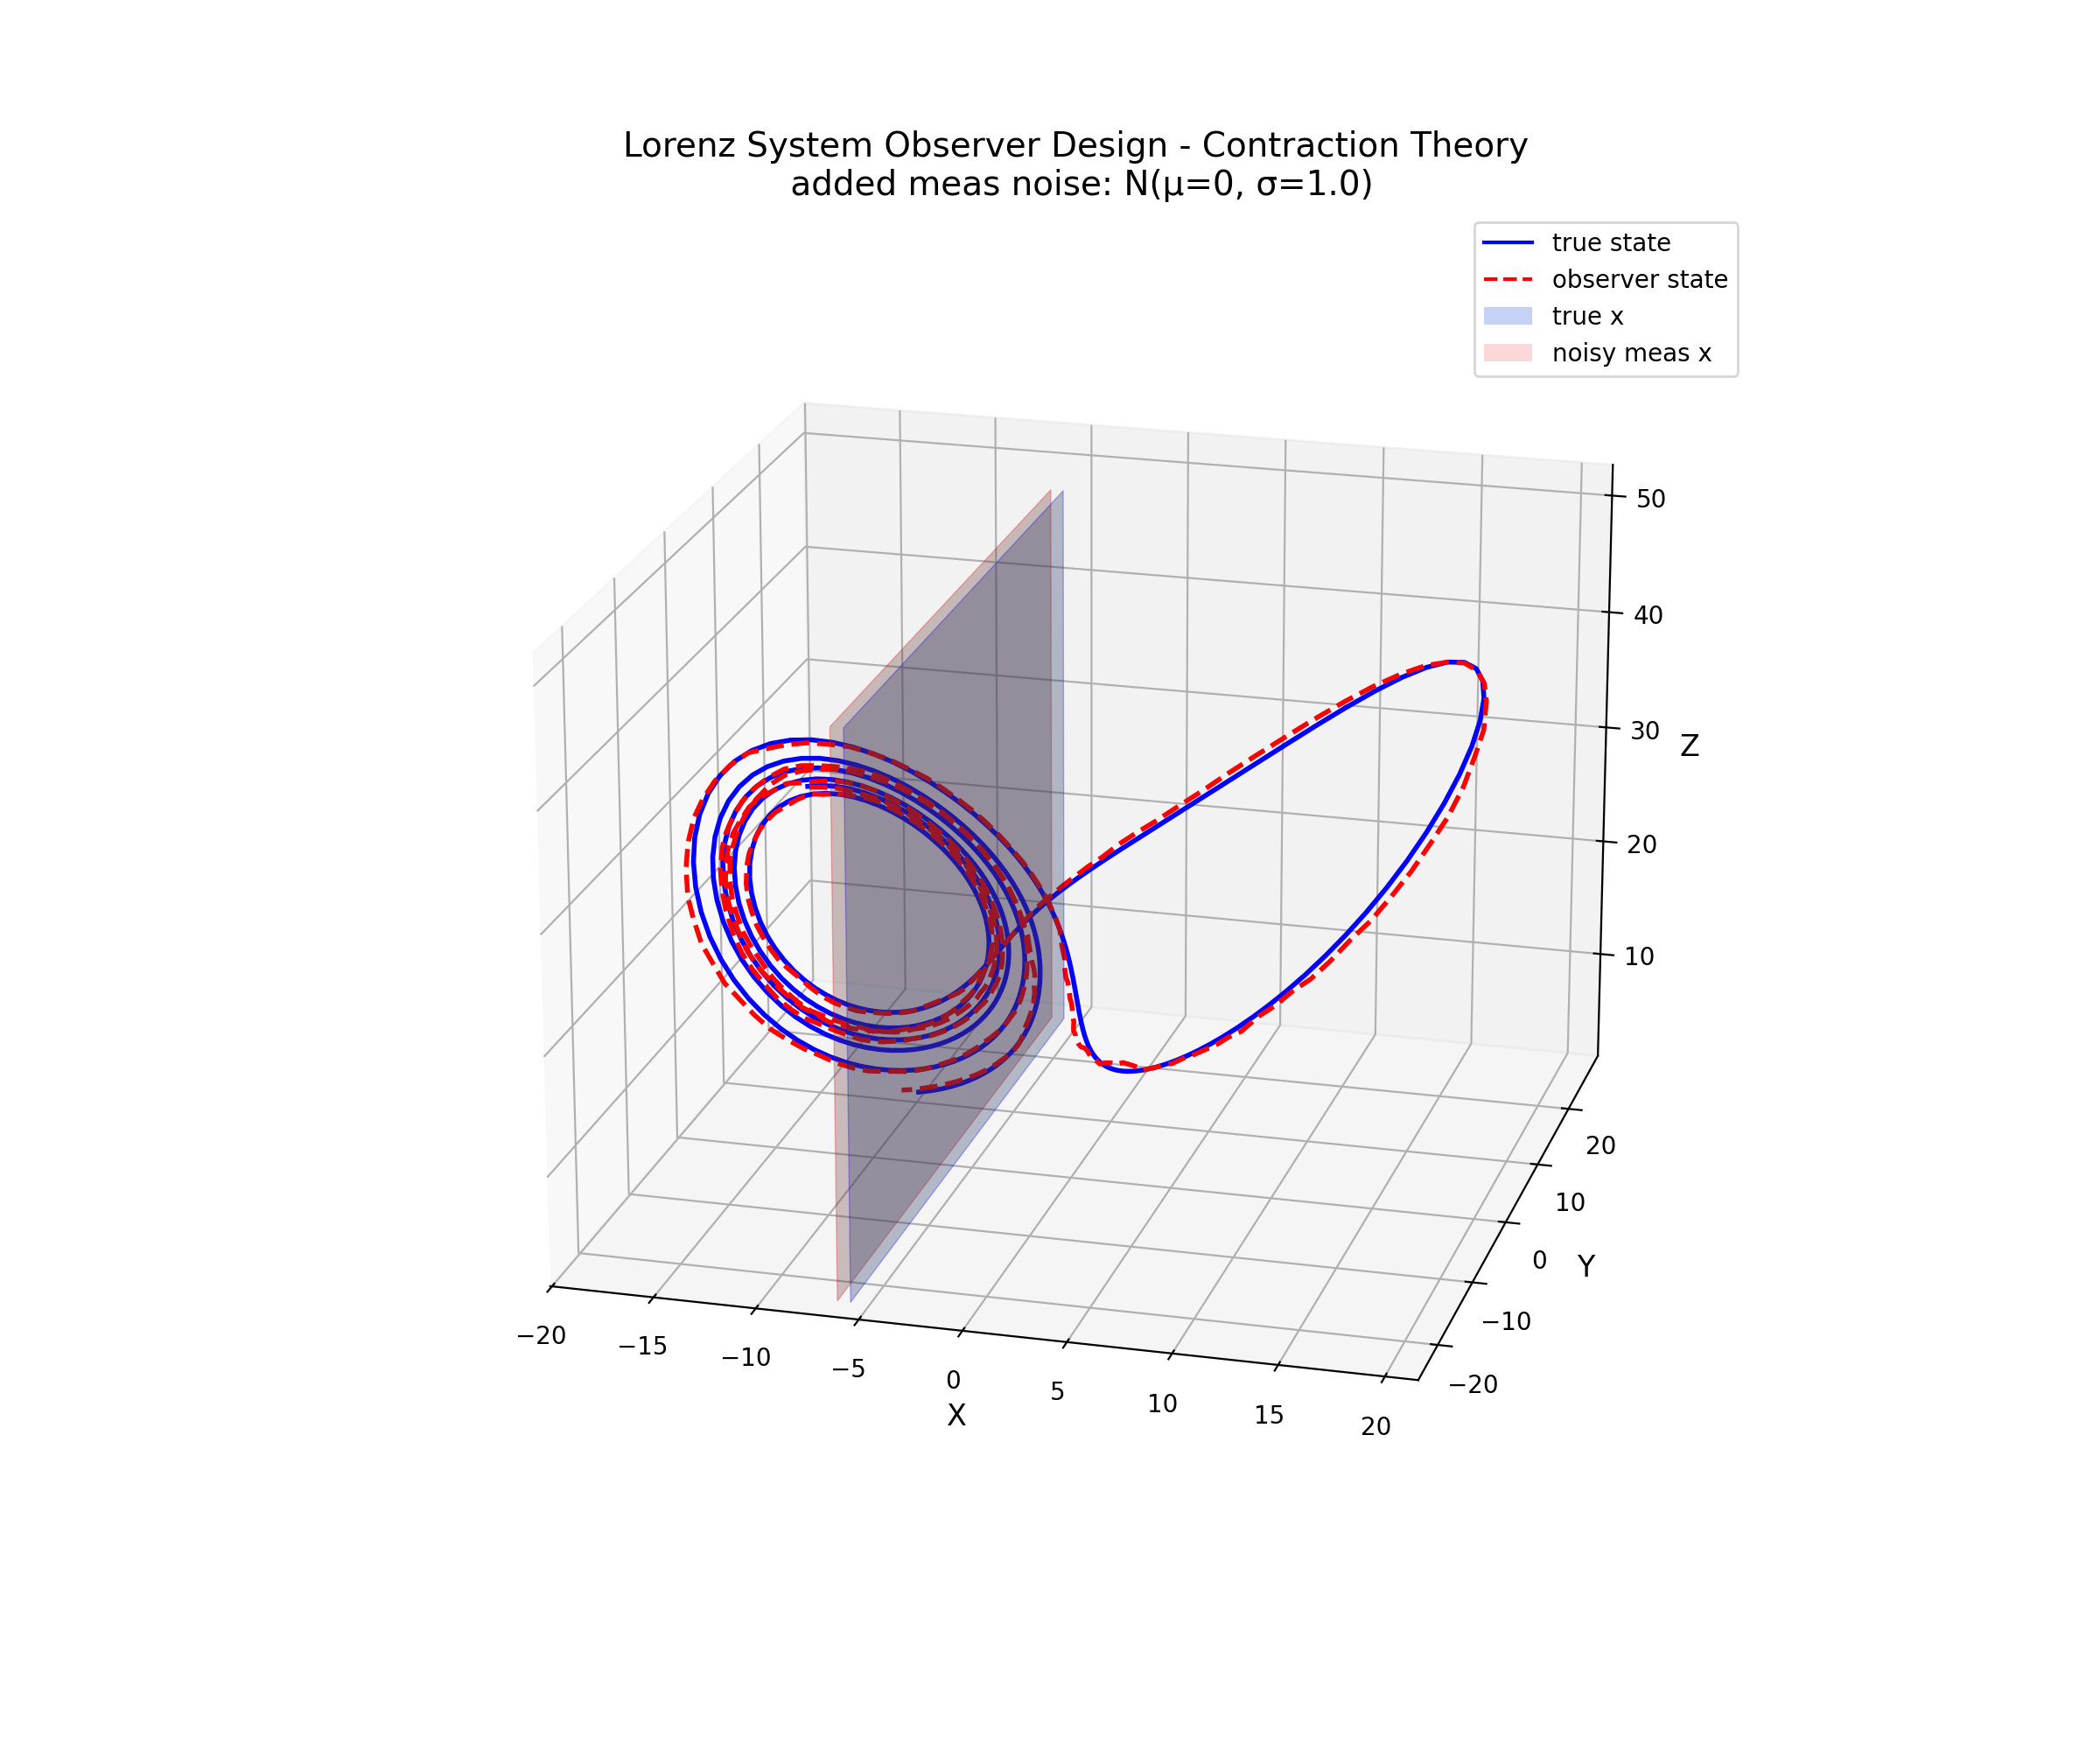 Lorenz System Observer Design - Contraction Theory
added meas noise: N(μ=0, σ=1.0)
true state
observer state
true x
noisy meas x
50
40
30
20
10
Z
20
10
0
−10
−20
Y
−20
−15
−10
−5
0
5
10
15
20
X